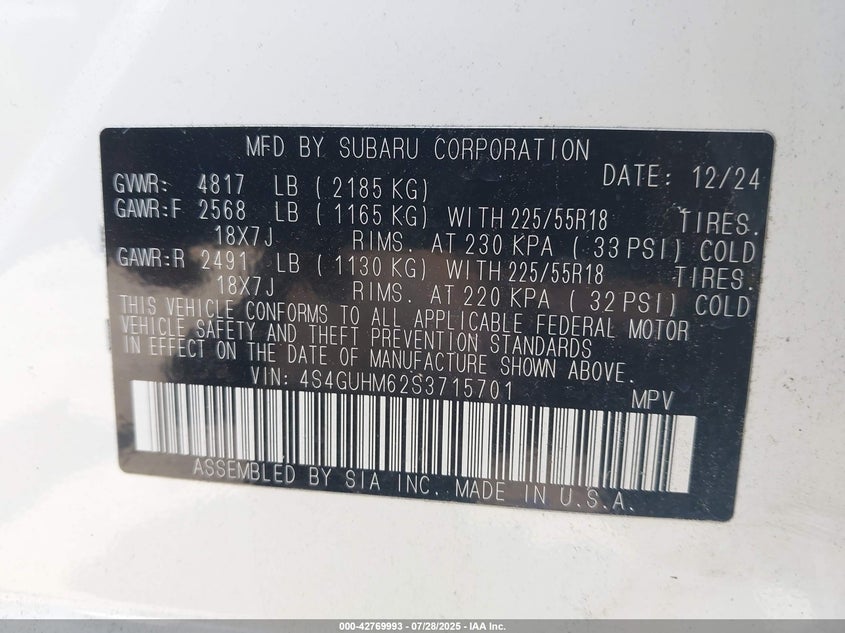 MFD BY SUBARU CORPORATION
DATE: 12/24
GVWR: 4817 LB ( 2185 KG)
GAWR:F 2568 LB ( 1165 KG) WITH 225/55R18 TIRES.
18X7J RIMS. AT 230 KPA ( 33 PSI) COLD
GAWR:R 2491 LB ( 1130 KG) WITH 225/55R18 TIRES.
18X7J RIMS. AT 220 KPA ( 32 PSI) COLD
THIS VEHICLE CONFORMS TO ALL APPLICABLE FEDERAL MOTOR
VEHICLE SAFETY AND THEFT PREVENTION STANDARDS
IN EFFECT ON THE DATE OF MANUFACTURE SHOWN ABOVE.
VIN: 4S4GUHM62S3715701 MPV
ASSEMBLED BY SIA INC. MADE IN U.S.A.
000-42769993 - 07/28/2025 - IAA Inc.